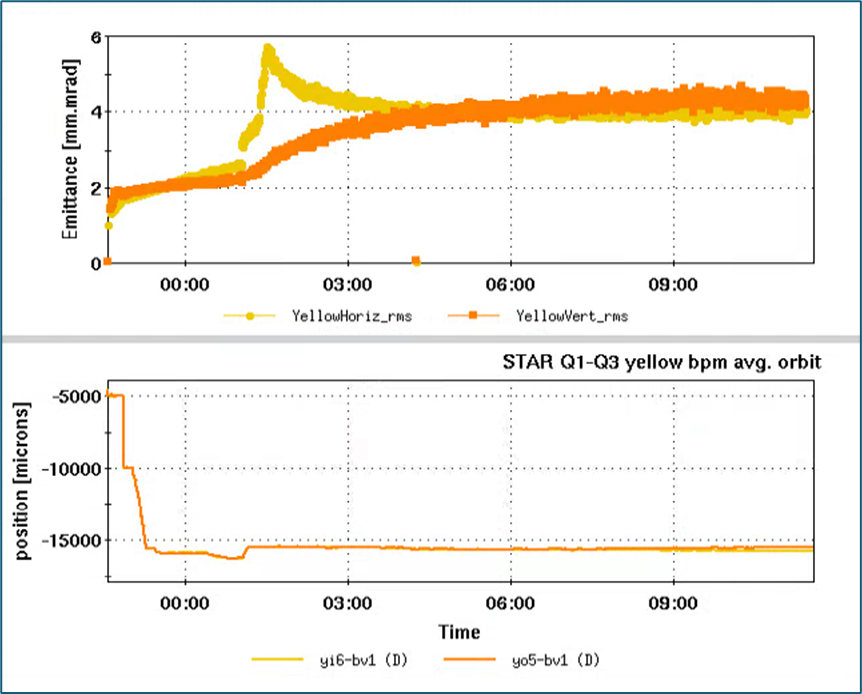 6
4
2
0
Emittance [mm.mrad]
00:00 03:00 06:00 09:00
YellowHoriz_rms YellowVert_rms
STAR Q1-Q3 yellow bpm avg. orbit
-5000
-10000
-15000
position [microns]
00:00 03:00 06:00 09:00
Time
yi6-bv1 (D) yo5-bv1 (D)